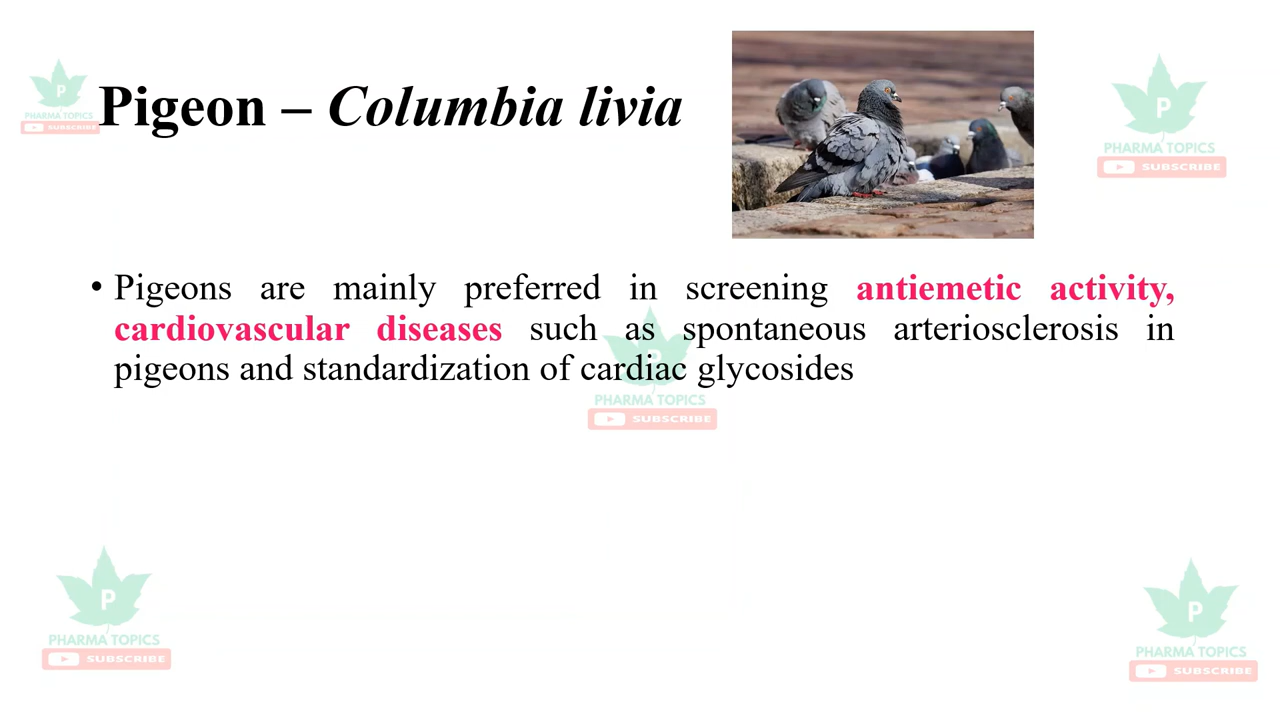 Pigeon – Columbia livia
P
PHARMA TOPICS
SUBSCRIBE
P
PHARMA TOPICS
SUBSCRIBE
• Pigeons are mainly preferred in screening antiemetic activity,
cardiovascular diseases such as spontaneous arteriosclerosis in
pigeons and standardization of cardiac glycosides
P
PHARMA TOPICS
SUBSCRIBE
P
PHARMA TOPICS
SUBSCRIBE
P
PHARMA TOPICS
SUBSCRIBE